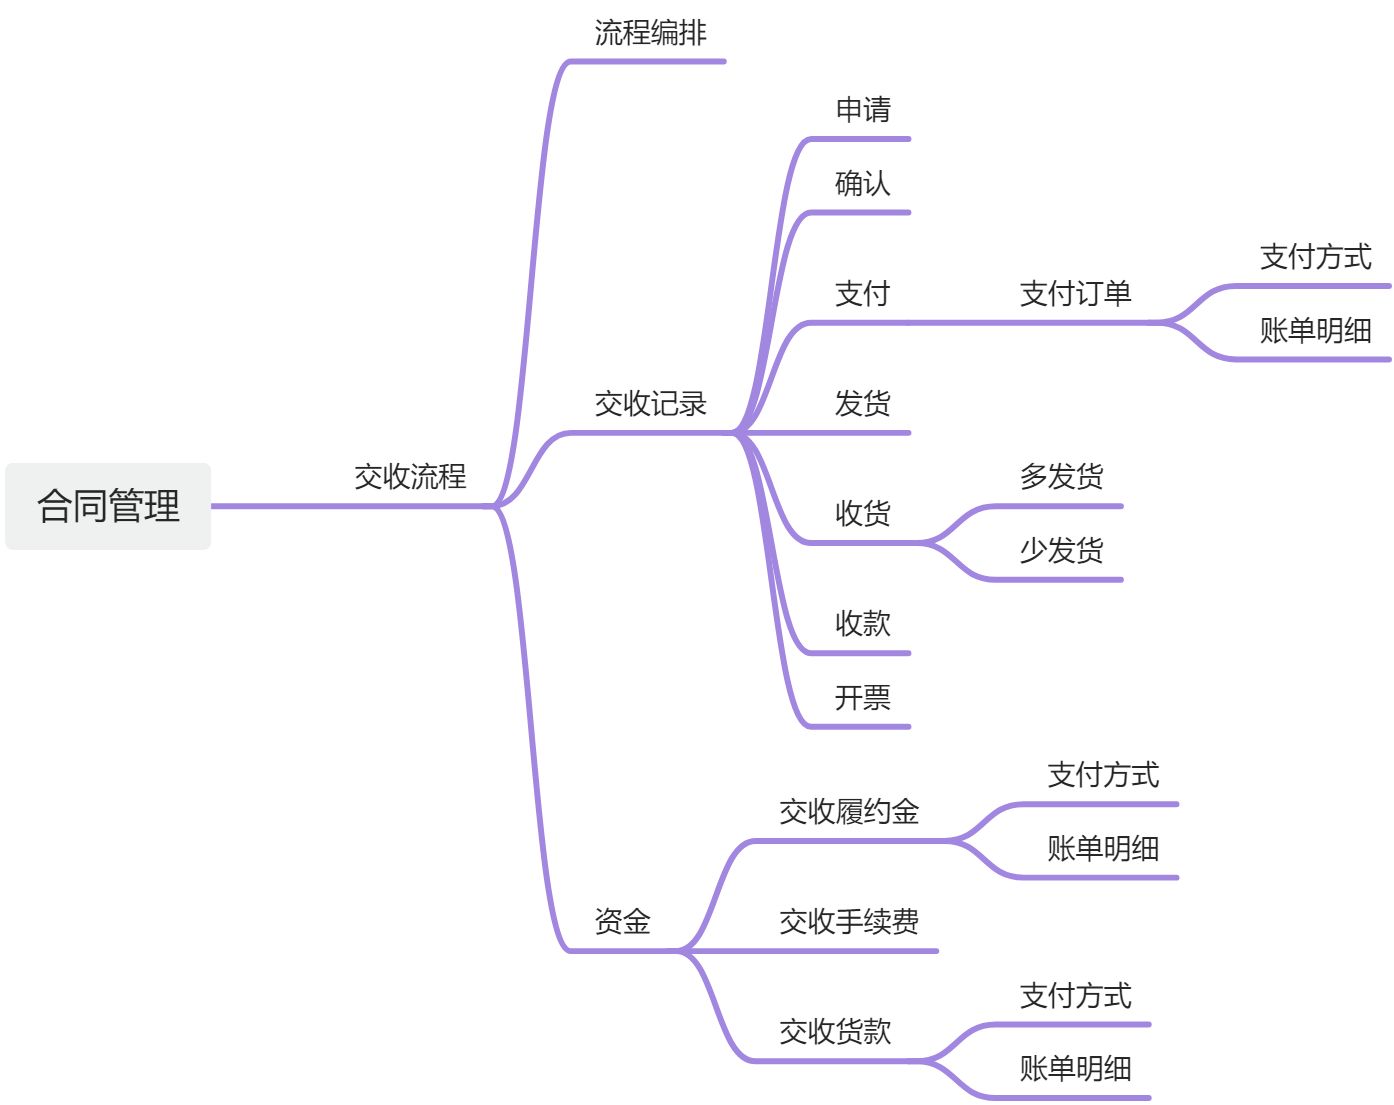 合同管理
交收流程
流程编排
交收记录
申请
确认
支付
支付订单
支付方式
账单明细
发货
收货
多发货
少发货
收款
开票
资金
交收履约金
支付方式
账单明细
交收手续费
交收货款
支付方式
账单明细